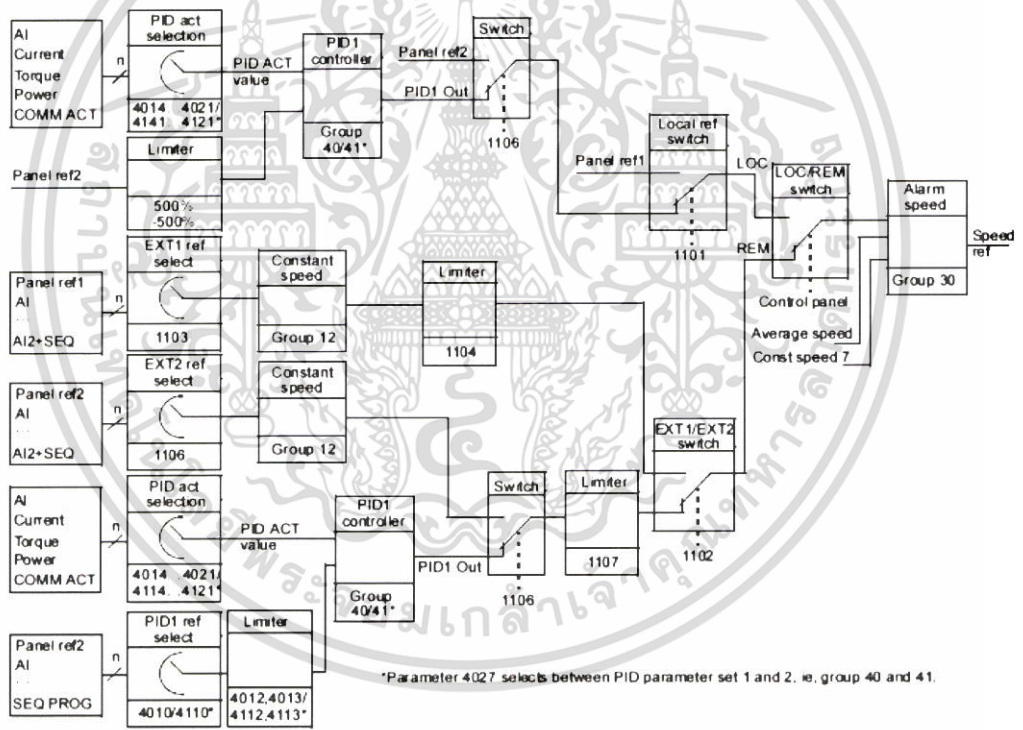 AI
Current
Torque
Power
COMM ACT
n
PID act
selection
4014...4021/
4141...4121*
PID ACT
value
PID1
controller
Group
40/41*
Panel ref2
PID1 Out
Switch
1106
Panel ref2
Limiter
500%
-500%
Panel ref1
Local ref
switch
1101
LOC
REM
LOC/REM
switch
Control panel
Average speed
Const speed 7
Alarm
speed
Group 30
Speed
ref
Panel ref1
AI
...
AI2+SEQ
n
EXT1 ref
select
1103
Constant
speed
Group 12
Limiter
1104
Panel ref2
AI
...
AI2+SEQ
n
EXT2 ref
select
1106
Constant
speed
Group 12
EXT1/EXT2
switch
1102
AI
Current
Torque
Power
COMM ACT
n
PID act
selection
4014...4021/
4114...4121*
PID ACT
value
PID1
controller
Group
40/41*
PID1 Out
Switch
1106
Limiter
1107
Panel ref2
AI
...
SEQ PROG
n
PID1 ref
select
4010/4110*
Limiter
4012,4013/
4112,4113*
*Parameter 4027 selects between PID parameter set 1 and 2, ie, group 40 and 41.